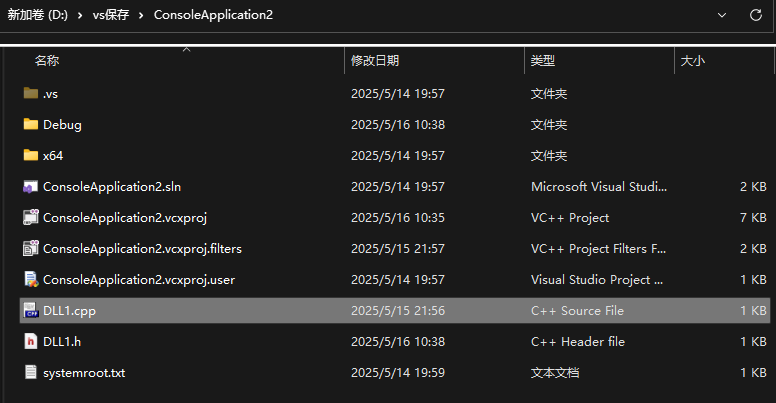 新加卷 (D:) > vs保存 > ConsoleApplication2
名称 修改日期 类型 大小
.vs 2025/5/14 19:57 文件夹
Debug 2025/5/16 10:38 文件夹
x64 2025/5/14 19:57 文件夹
ConsoleApplication2.sln 2025/5/14 19:57 Microsoft Visual Studi... 2 KB
ConsoleApplication2.vcxproj 2025/5/16 10:35 VC++ Project 7 KB
ConsoleApplication2.vcxproj.filters 2025/5/15 21:57 VC++ Project Filters F... 2 KB
ConsoleApplication2.vcxproj.user 2025/5/14 19:57 Visual Studio Project ... 1 KB
DLL1.cpp 2025/5/15 21:56 C++ Source File 1 KB
DLL1.h 2025/5/16 10:38 C++ Header file 1 KB
systemroot.txt 2025/5/14 19:59 文本文档 1 KB